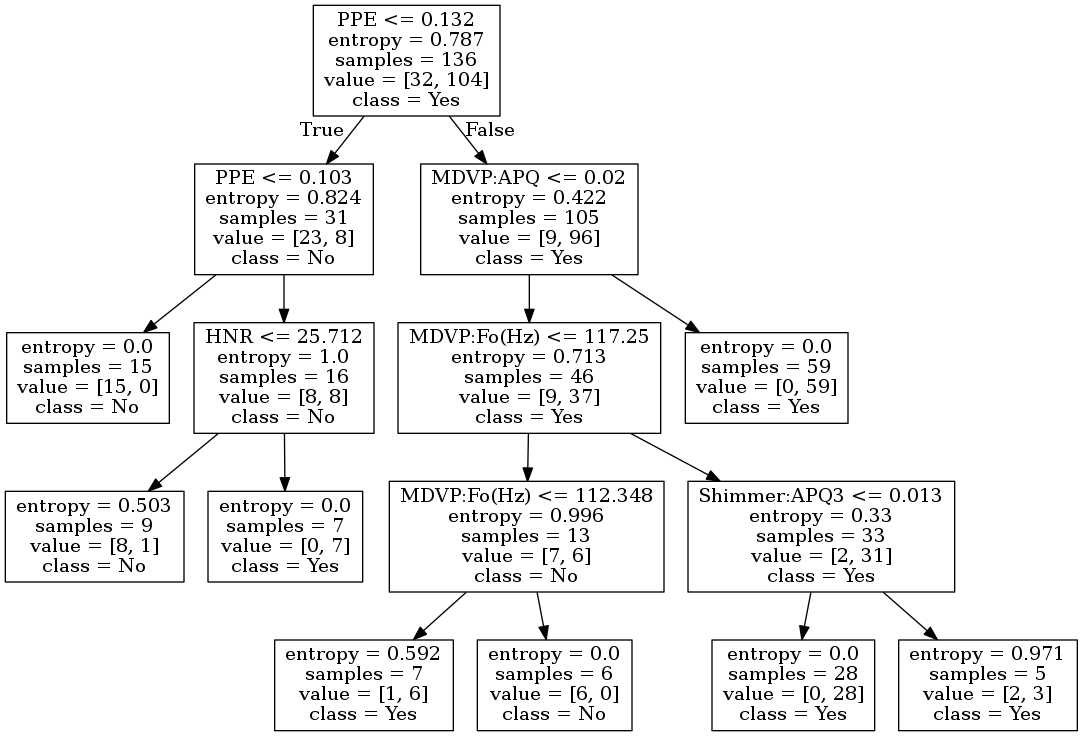 PPE <= 0.132
entropy = 0.787
samples = 136
value = [32, 104]
class = Yes
True
False
PPE <= 0.103
entropy = 0.824
samples = 31
value = [23, 8]
class = No
MDVP:APQ <= 0.02
entropy = 0.422
samples = 105
value = [9, 96]
class = Yes
entropy = 0.0
samples = 15
value = [15, 0]
class = No
HNR <= 25.712
entropy = 1.0
samples = 16
value = [8, 8]
class = No
MDVP:Fo(Hz) <= 117.25
entropy = 0.713
samples = 46
value = [9, 37]
class = Yes
entropy = 0.0
samples = 59
value = [0, 59]
class = Yes
entropy = 0.503
samples = 9
value = [8, 1]
class = No
entropy = 0.0
samples = 7
value = [0, 7]
class = Yes
MDVP:Fo(Hz) <= 112.348
entropy = 0.996
samples = 13
value = [7, 6]
class = No
Shimmer:APQ3 <= 0.013
entropy = 0.33
samples = 33
value = [2, 31]
class = Yes
entropy = 0.592
samples = 7
value = [1, 6]
class = Yes
entropy = 0.0
samples = 6
value = [6, 0]
class = No
entropy = 0.0
samples = 28
value = [0, 28]
class = Yes
entropy = 0.971
samples = 5
value = [2, 3]
class = Yes